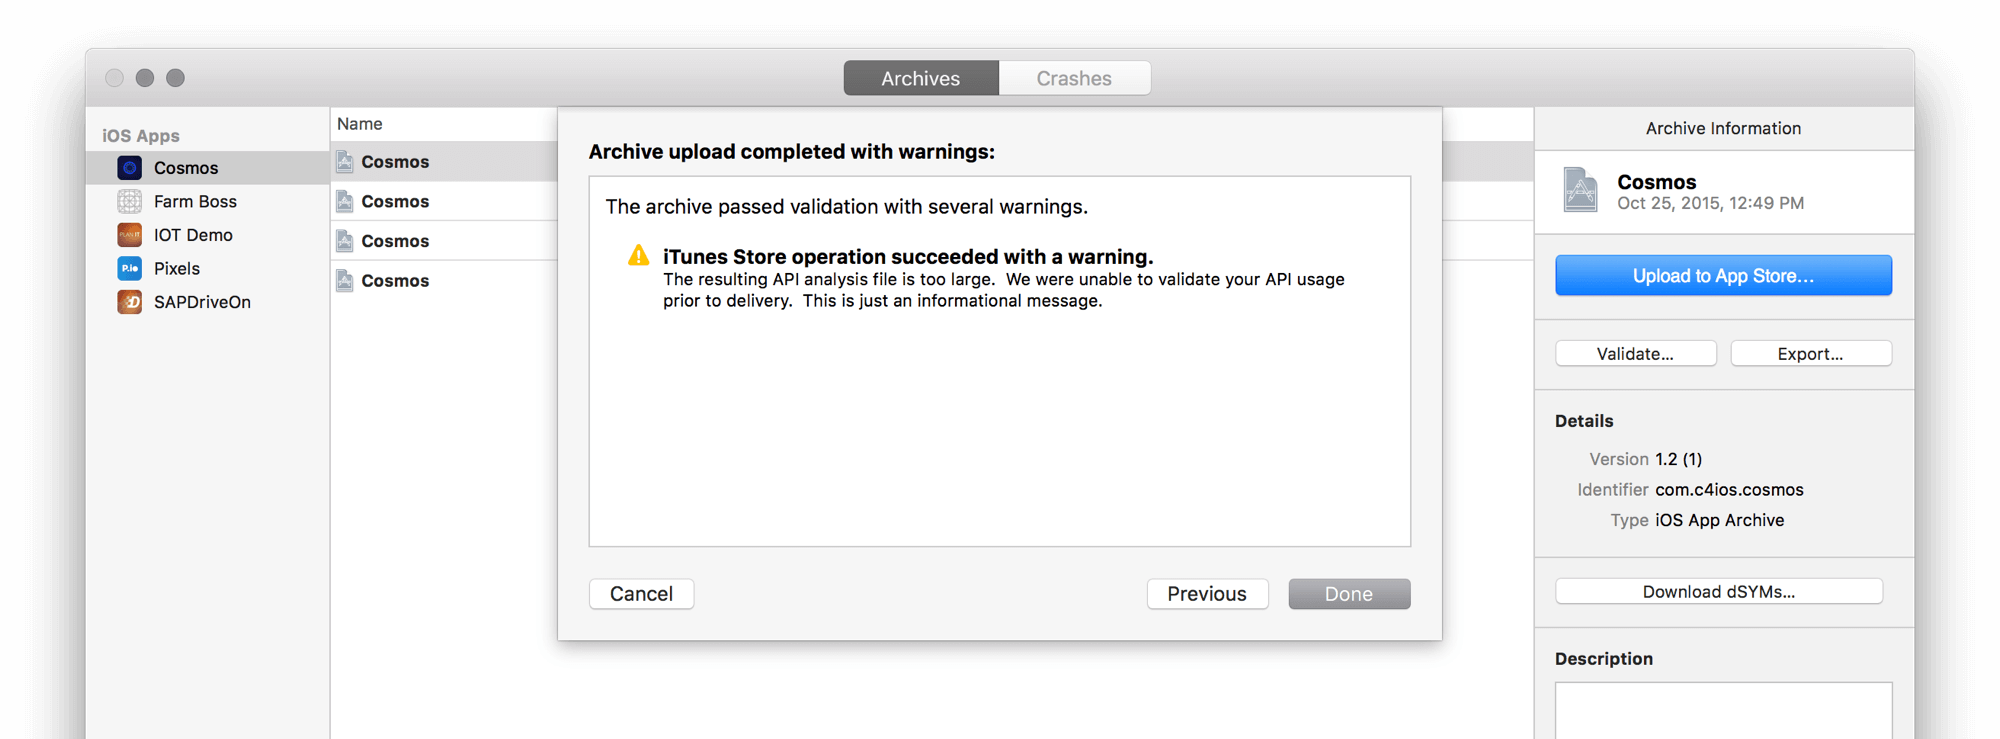 Archives
Crashes
iOS Apps
Cosmos
Farm Boss
PLAN IT
IOT Demo
P.io
Pixels
D
SAPDriveOn
Name
Cosmos
Cosmos
Cosmos
Cosmos
Archive upload completed with warnings:
The archive passed validation with several warnings.
iTunes Store operation succeeded with a warning.
The resulting API analysis file is too large.  We were unable to validate your API usage
prior to delivery.  This is just an informational message.
Cancel
Previous
Done
Archive Information
Cosmos
Oct 25, 2015, 12:49 PM
Upload to App Store...
Validate...
Export...
Details
Version 1.2 (1)
Identifier com.c4ios.cosmos
Type iOS App Archive
Download dSYMs...
Description